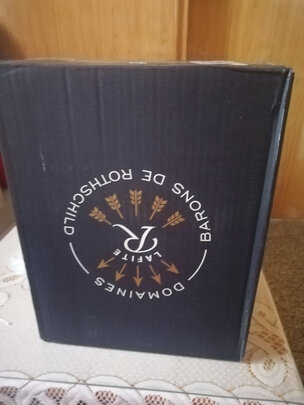 DOMAINES
BARONS DE ROTHSCHILD
R
LAFITE